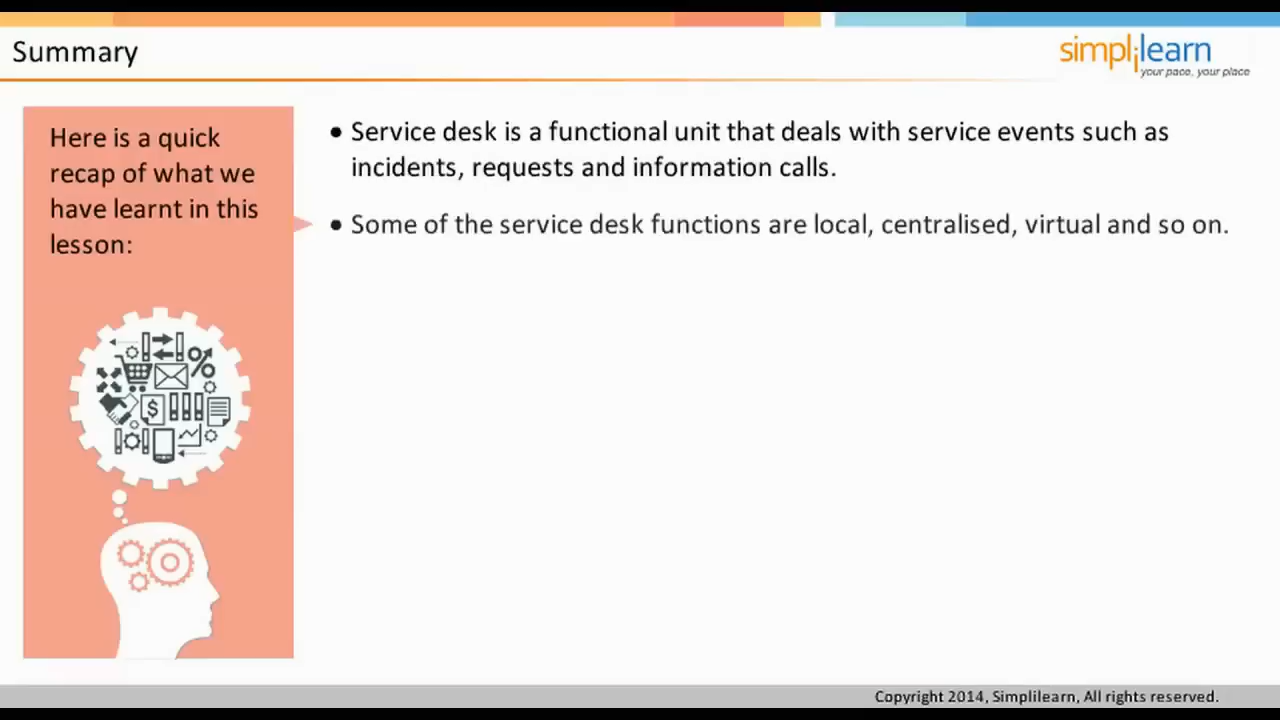 Summary
simplilearn
your pace, your place
Here is a quick
recap of what we
have learnt in this
lesson:
● Service desk is a functional unit that deals with service events such as
incidents, requests and information calls.
● Some of the service desk functions are local, centralised, virtual and so on.
Copyright 2014, Simplilearn, All rights reserved.